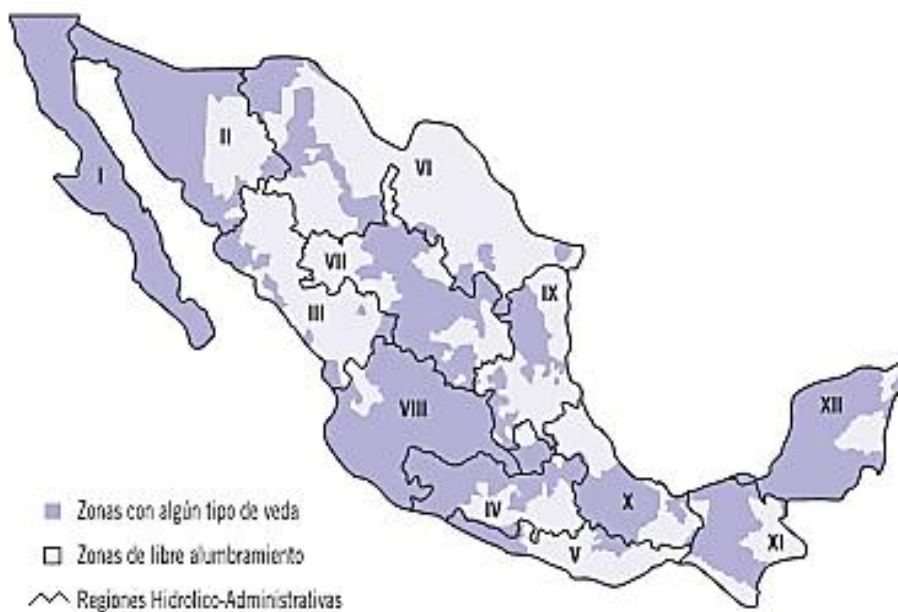 II
I
VI
VII
IX
III
XII
VIII
X
IV
XI
V
Zonas con algún tipo de veda
Zonas de libre alumbramiento
Regiones Hidrólico-Administrativas